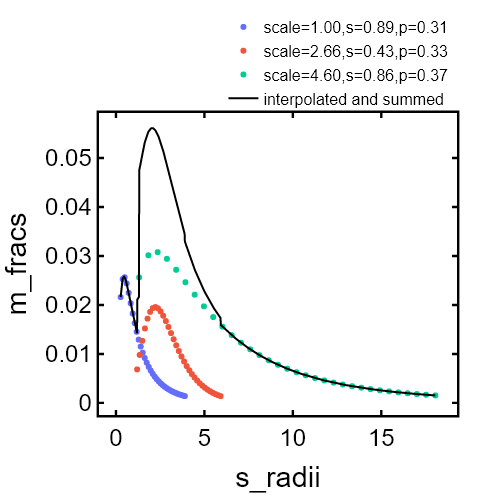 scale=1.00,s=0.89,p=0.31
scale=2.66,s=0.43,p=0.33
scale=4.60,s=0.86,p=0.37
interpolated and summed
m_fracs
0.05
0.04
0.03
0.02
0.01
0
0 5 10 15
s_radii